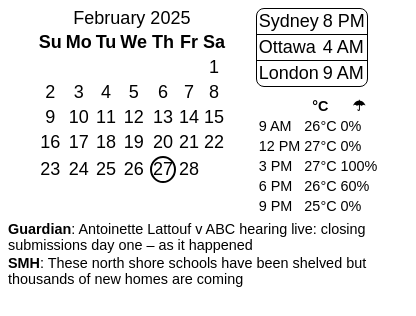 February 2025
Su Mo Tu We Th Fr Sa
1
2 3 4 5 6 7 8
9 10 11 12 13 14 15
16 17 18 19 20 21 22
23 24 25 26 27 28
Sydney 8 PM
Ottawa 4 AM
London 9 AM
°C ☂
9 AM 26°C 0%
12 PM 27°C 0%
3 PM 27°C 100%
6 PM 26°C 60%
9 PM 25°C 0%
Guardian: Antoinette Lattouf v ABC hearing live: closing
submissions day one – as it happened
SMH: These north shore schools have been shelved but
thousands of new homes are coming